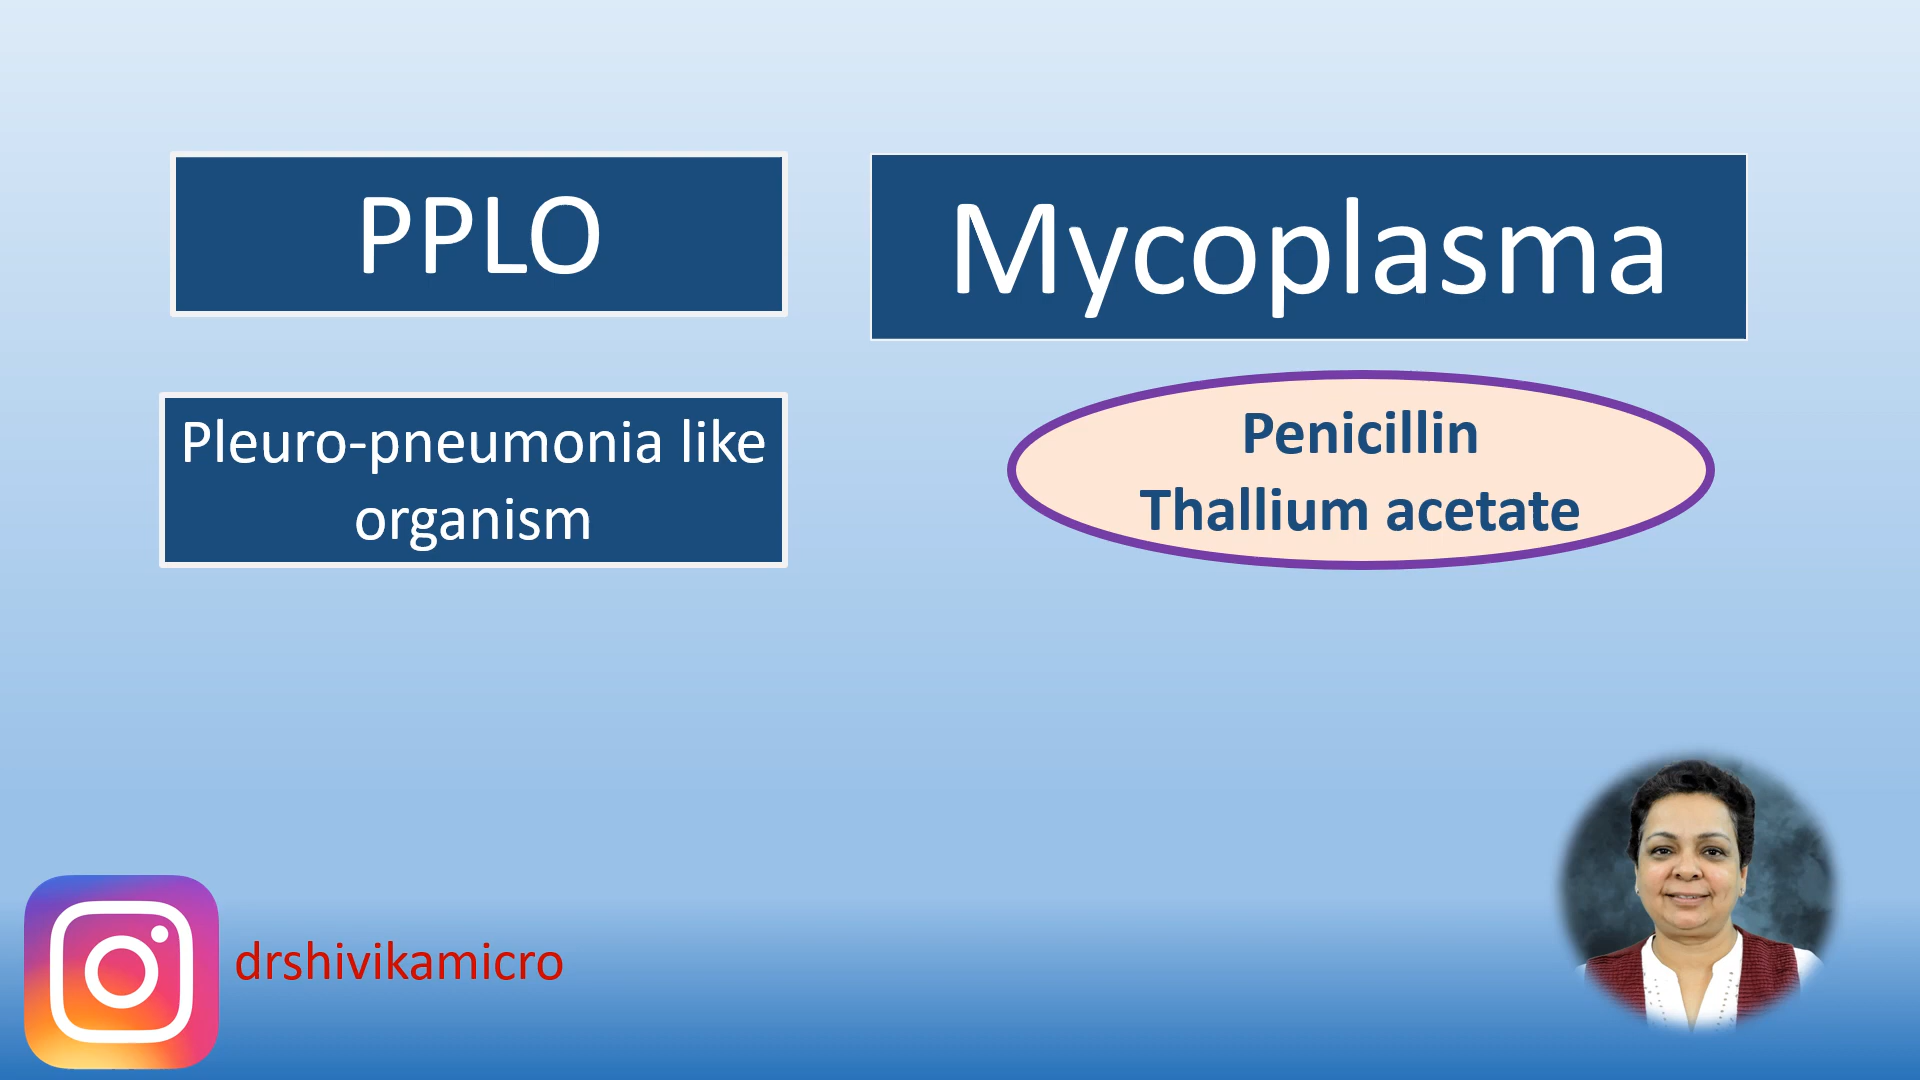 PPLO
Mycoplasma
Pleuro-pneumonia like
organism
Penicillin
Thallium acetate
drshivikamicro